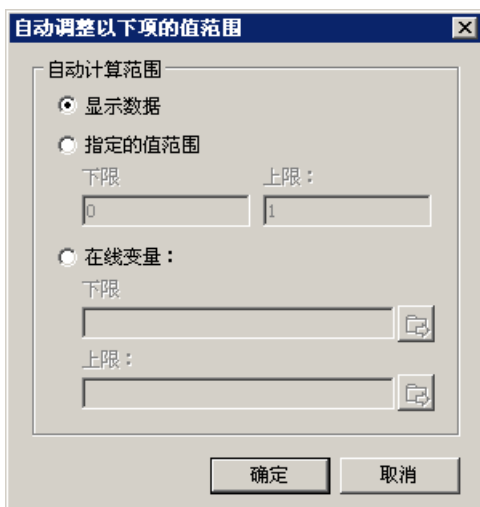 自动调整以下项的值范围
自动计算范围
显示数据
指定的值范围
下限 上限：
0 1
在线变量：
下限
上限：
确定 取消